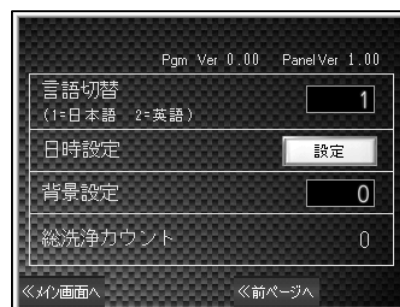 Pgm Ver 0.00 Panel Ver 1.00
言語切替 1
(1=日本語 2=英語)
日時設定 設定
背景設定 0
総洗浄カウント 0
≪メイン画面へ ≪前ページへ